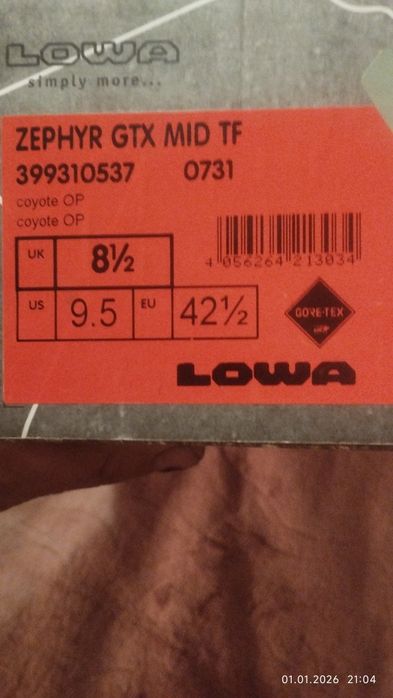 LOWA
simply more...
ZEPHYR GTX MID TF
399310537 0731
coyote OP
coyote OP
UK 8½
4 056264 213034
US 9.5 EU 42½
GORE-TEX
LOWA
01.01.2026 21:04